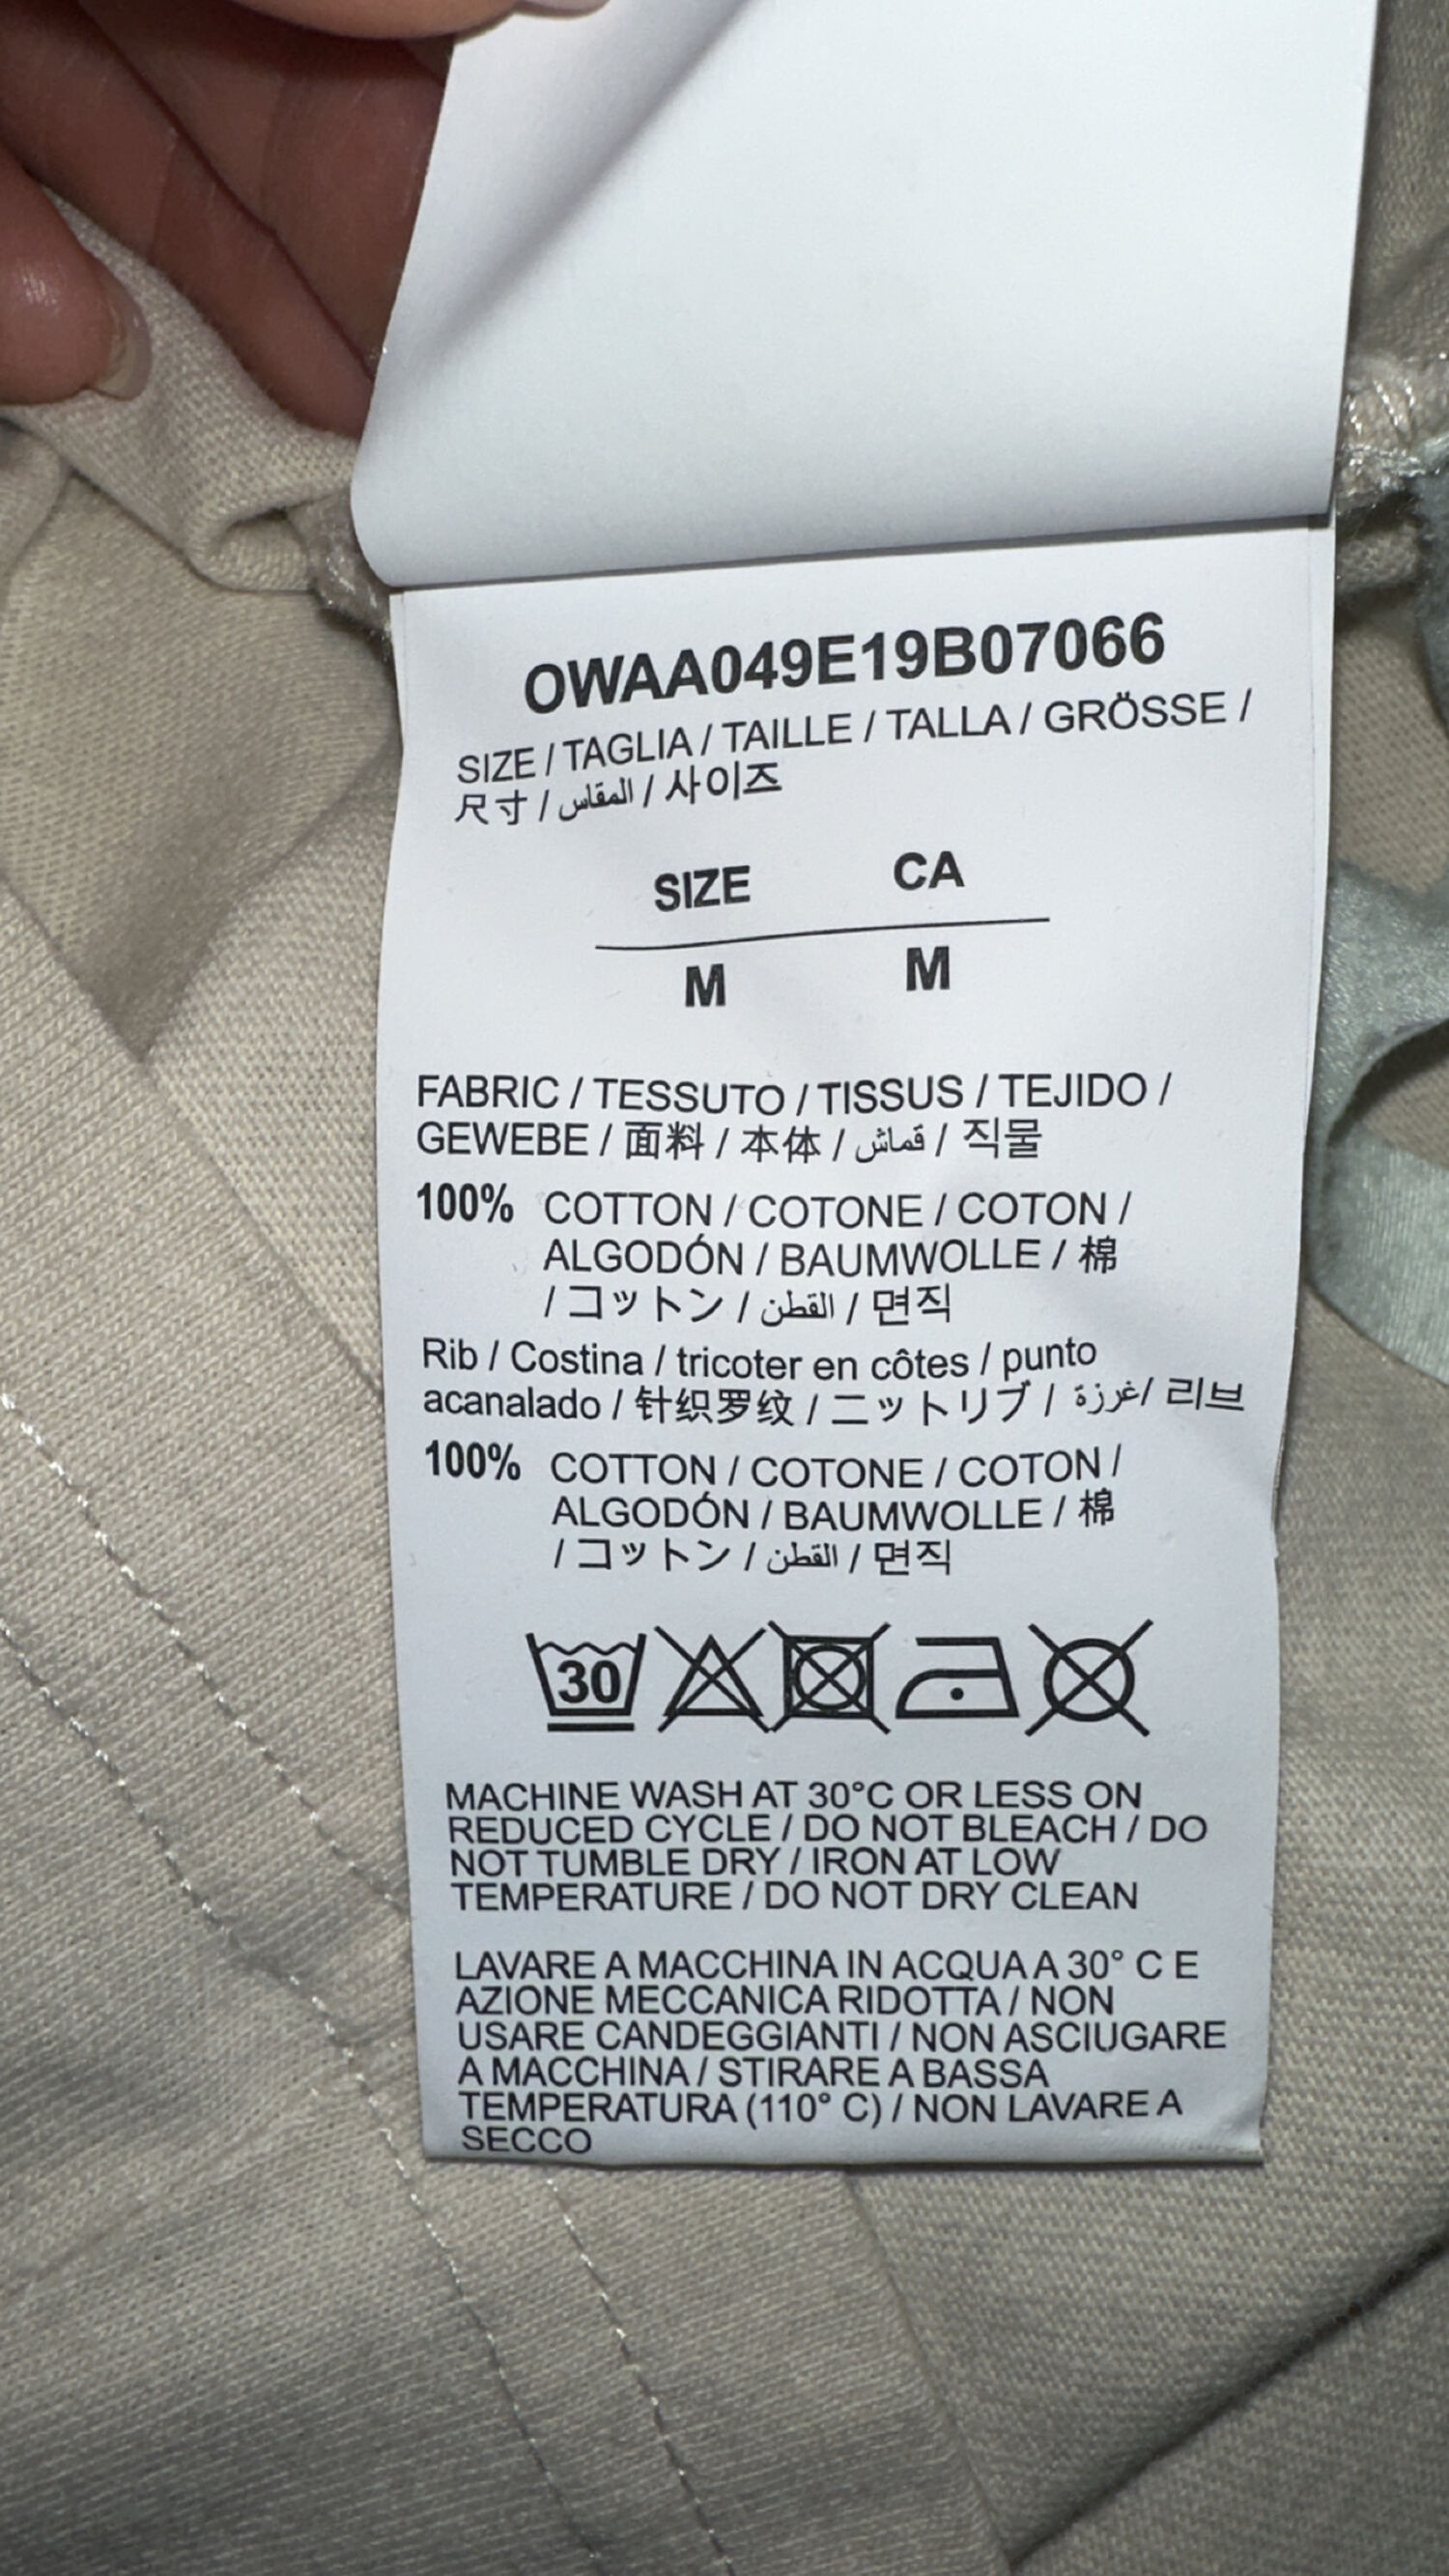 OWAA049E19B07066
SIZE / TAGLIA / TAILLE / TALLA / GRÖSSE /
尺寸 / المقاس / 사이즈
SIZE CA
M M
FABRIC / TESSUTO / TISSUS / TEJIDO /
GEWEBE / 面料 / 本体 / قماش / 직물
100% COTTON / COTONE / COTON /
ALGODÓN / BAUMWOLLE / 棉
/ コットン / القطن / 면직
Rib / Costina / tricoter en côtes / punto
acanalado / 针织罗纹 / ニットリブ / غرزة/ 리브
100% COTTON / COTONE / COTON /
ALGODÓN / BAUMWOLLE / 棉
/ コットン / القطن / 면직
30
MACHINE WASH AT 30°C OR LESS ON
REDUCED CYCLE / DO NOT BLEACH / DO
NOT TUMBLE DRY / IRON AT LOW
TEMPERATURE / DO NOT DRY CLEAN
LAVARE A MACCHINA IN ACQUA A 30° C E
AZIONE MECCANICA RIDOTTA / NON
USARE CANDEGGIANTI / NON ASCIUGARE
A MACCHINA / STIRARE A BASSA
TEMPERATURA (110° C) / NON LAVARE A
SECCO